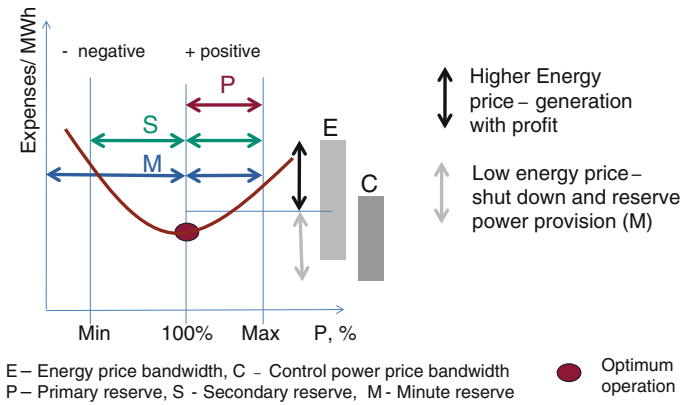 Expenses/ MWh
- negative
+ positive
P
S
M
E
C
Min
100%
Max
P, %
Higher Energy
price – generation
with profit
Low energy price –
shut down and reserve
power provision (M)
E – Energy price bandwidth, C - Control power price bandwidth
P – Primary reserve, S - Secondary reserve, M - Minute reserve
Optimum
operation